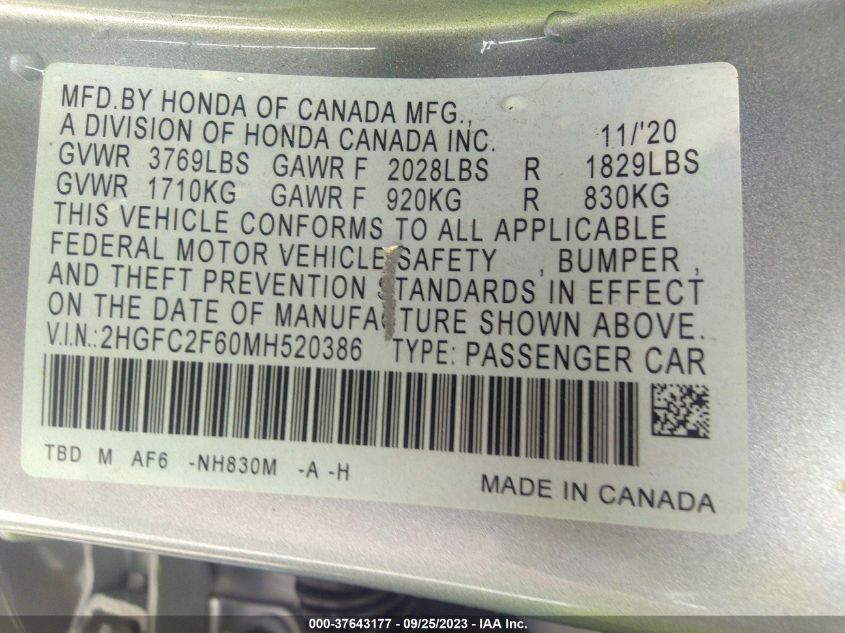 MFD.BY HONDA OF CANADA MFG.,
A DIVISION OF HONDA CANADA INC. 11/'20
GVWR 3769LBS GAWR F 2028LBS R 1829LBS
GVWR 1710KG GAWR F 920KG R 830KG
THIS VEHICLE CONFORMS TO ALL APPLICABLE
FEDERAL MOTOR VEHICLE SAFETY , BUMPER ,
AND THEFT PREVENTION STANDARDS IN EFFECT
ON THE DATE OF MANUFACTURE SHOWN ABOVE.
V.I.N.:2HGFC2F60MH520386 TYPE: PASSENGER CAR
TBD M AF6 -NH830M -A -H
MADE IN CANADA
000-37643177 - 09/25/2023 - IAA Inc.